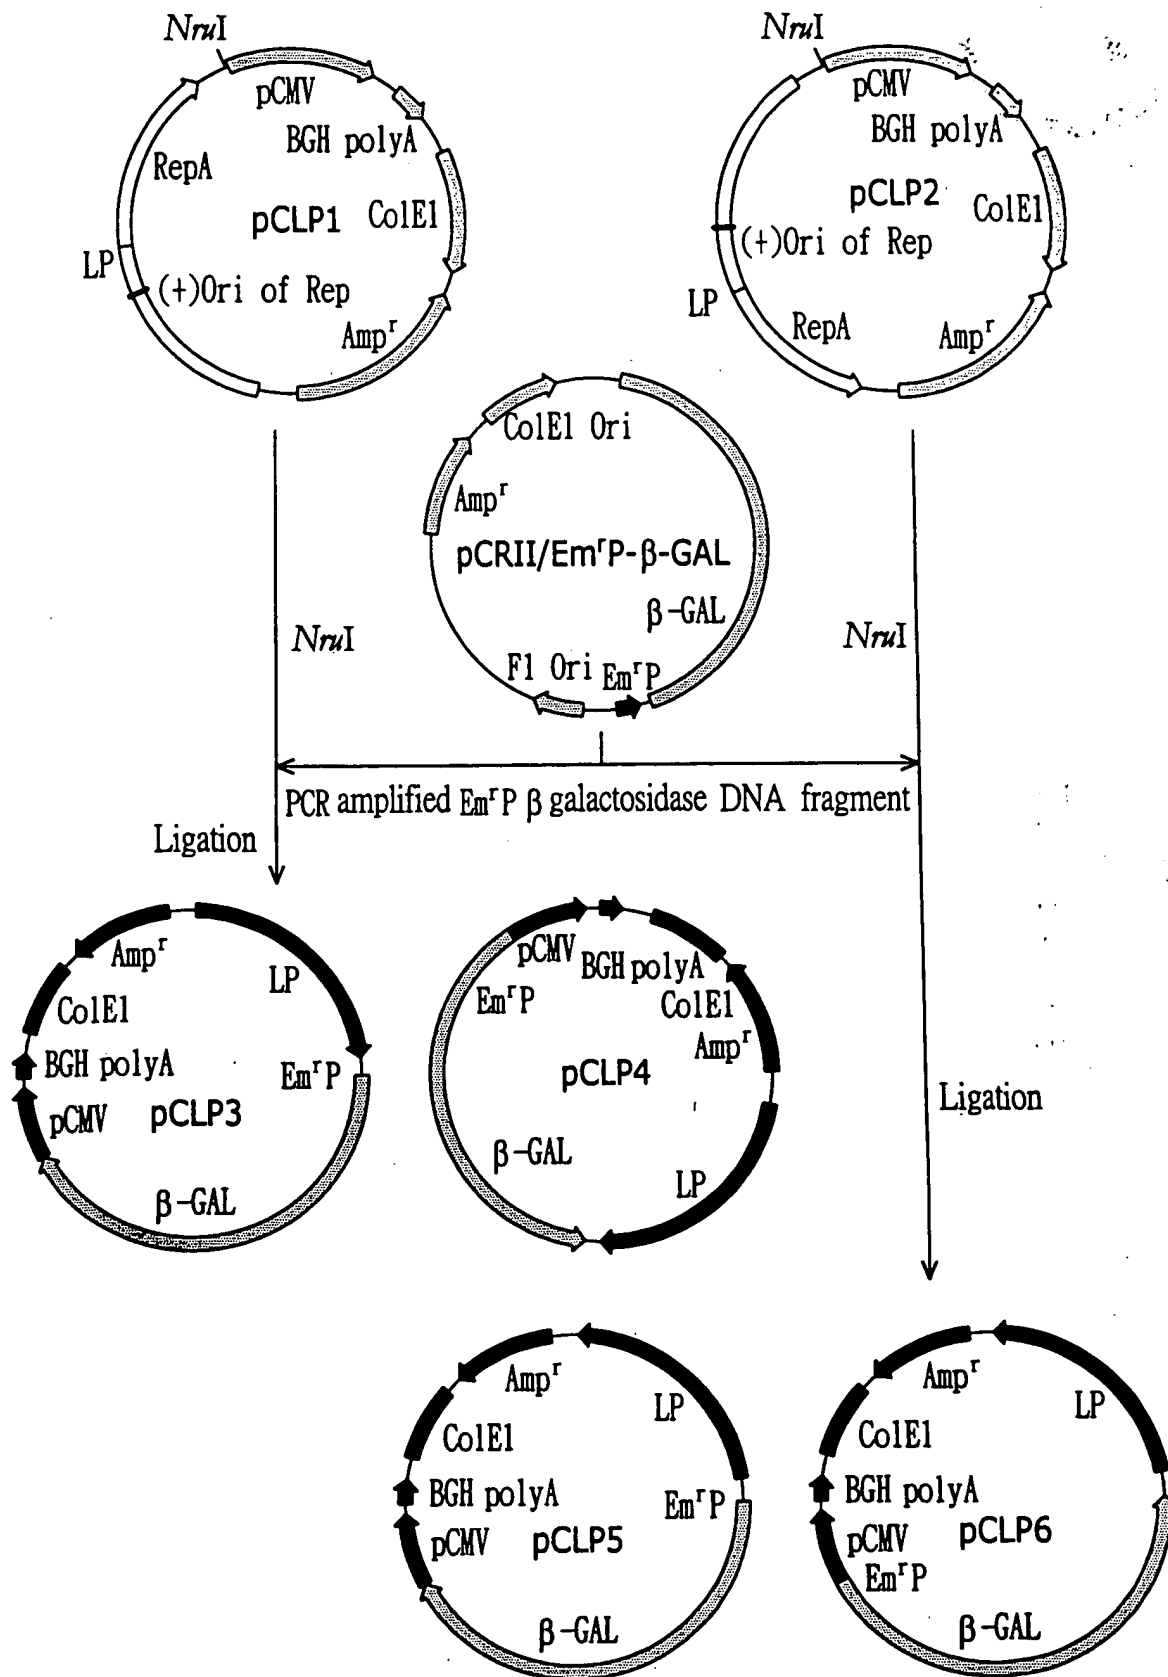 NruI
pCMV
BGH polyA
RepA
pCLP1
ColE1
LP
(+)Ori of Rep
Ampʳ
NruI
pCMV
BGH polyA
pCLP2
ColE1
(+)Ori of Rep
LP
RepA
Ampʳ
ColE1 Ori
Ampʳ
pCRII/EmʳP-β-GAL
β-GAL
F1 Ori
EmʳP
NruI
NruI
PCR amplified EmʳP β galactosidase DNA fragment
Ligation
Ampʳ
LP
ColE1
BGH polyA
EmʳP
pCMV
pCLP3
β-GAL
pCMV
BGH polyA
EmʳP
ColE1
Ampʳ
pCLP4
β-GAL
LP
Ligation
Ampʳ
LP
ColE1
BGH polyA
EmʳP
pCMV
pCLP5
β-GAL
Ampʳ
LP
ColE1
BGH polyA
pCMV
pCLP6
EmʳP
β-GAL